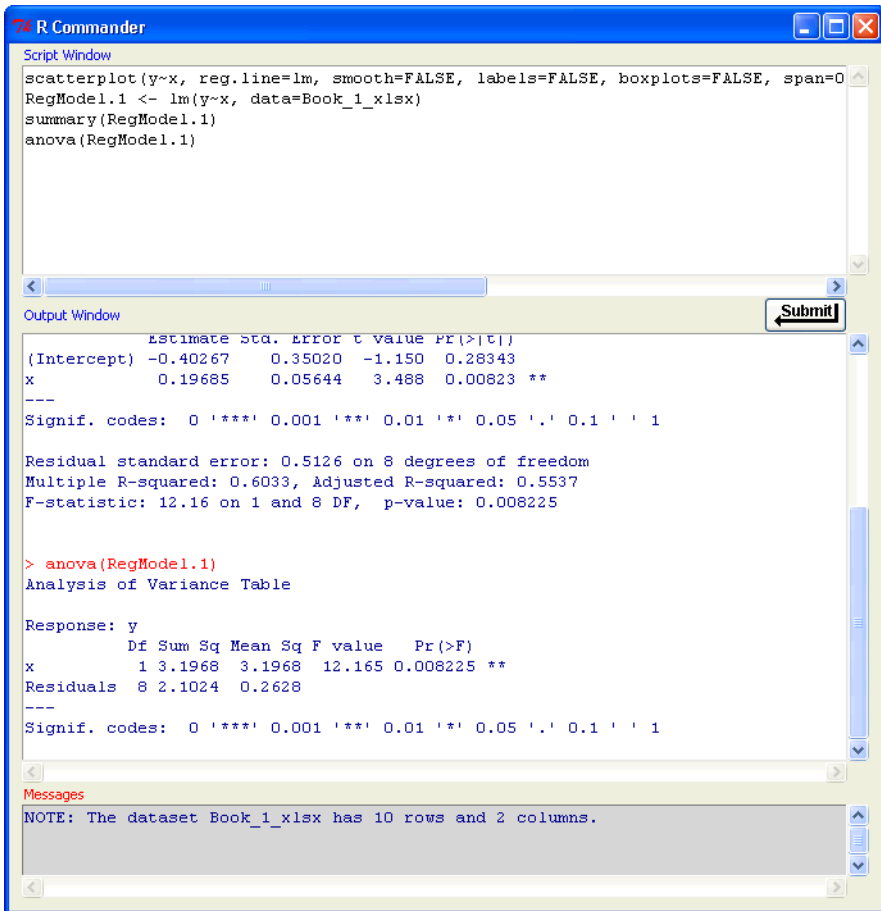 R Commander
Script Window
scatterplot(y~x, reg.line=lm, smooth=FALSE, labels=FALSE, boxplots=FALSE, span=0
RegModel.1 <- lm(y~x, data=Book_1_xlsx)
summary(RegModel.1)
anova(RegModel.1)
Output Window
Submit
Estimate Std. Error t value Pr(>|t|)
(Intercept) -0.40267 0.35020 -1.150 0.28343
x 0.19685 0.05644 3.488 0.00823 **
---
Signif. codes: 0 '***' 0.001 '**' 0.01 '*' 0.05 '.' 0.1 ' ' 1
Residual standard error: 0.5126 on 8 degrees of freedom
Multiple R-squared: 0.6033, Adjusted R-squared: 0.5537
F-statistic: 12.16 on 1 and 8 DF, p-value: 0.008225
> anova(RegModel.1)
Analysis of Variance Table
Response: y
Df Sum Sq Mean Sq F value Pr(>F)
x 1 3.1968 3.1968 12.165 0.008225 **
Residuals 8 2.1024 0.2628
---
Signif. codes: 0 '***' 0.001 '**' 0.01 '*' 0.05 '.' 0.1 ' ' 1
Messages
NOTE: The dataset Book_1_xlsx has 10 rows and 2 columns.